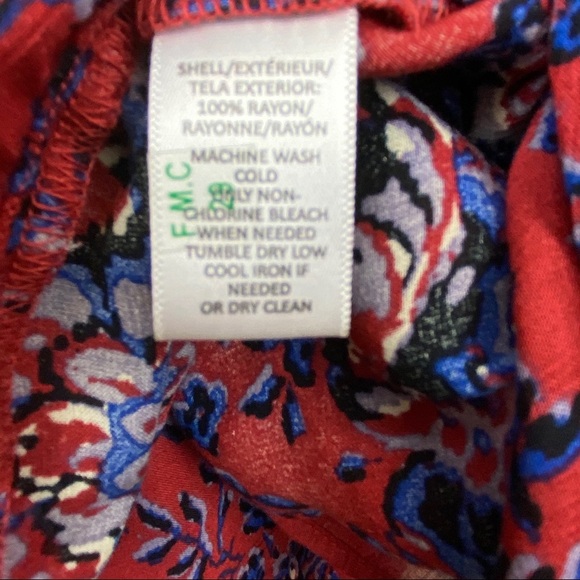 SHELL/EXTÉRIEUR/
TELA EXTERIOR:
100% RAYON/
RAYONNE/RAYÓN
MACHINE WASH
COLD
ONLY NON-
CHLORINE BLEACH
WHEN NEEDED
TUMBLE DRY LOW
COOL IRON IF
NEEDED
OR DRY CLEAN
F.M.C